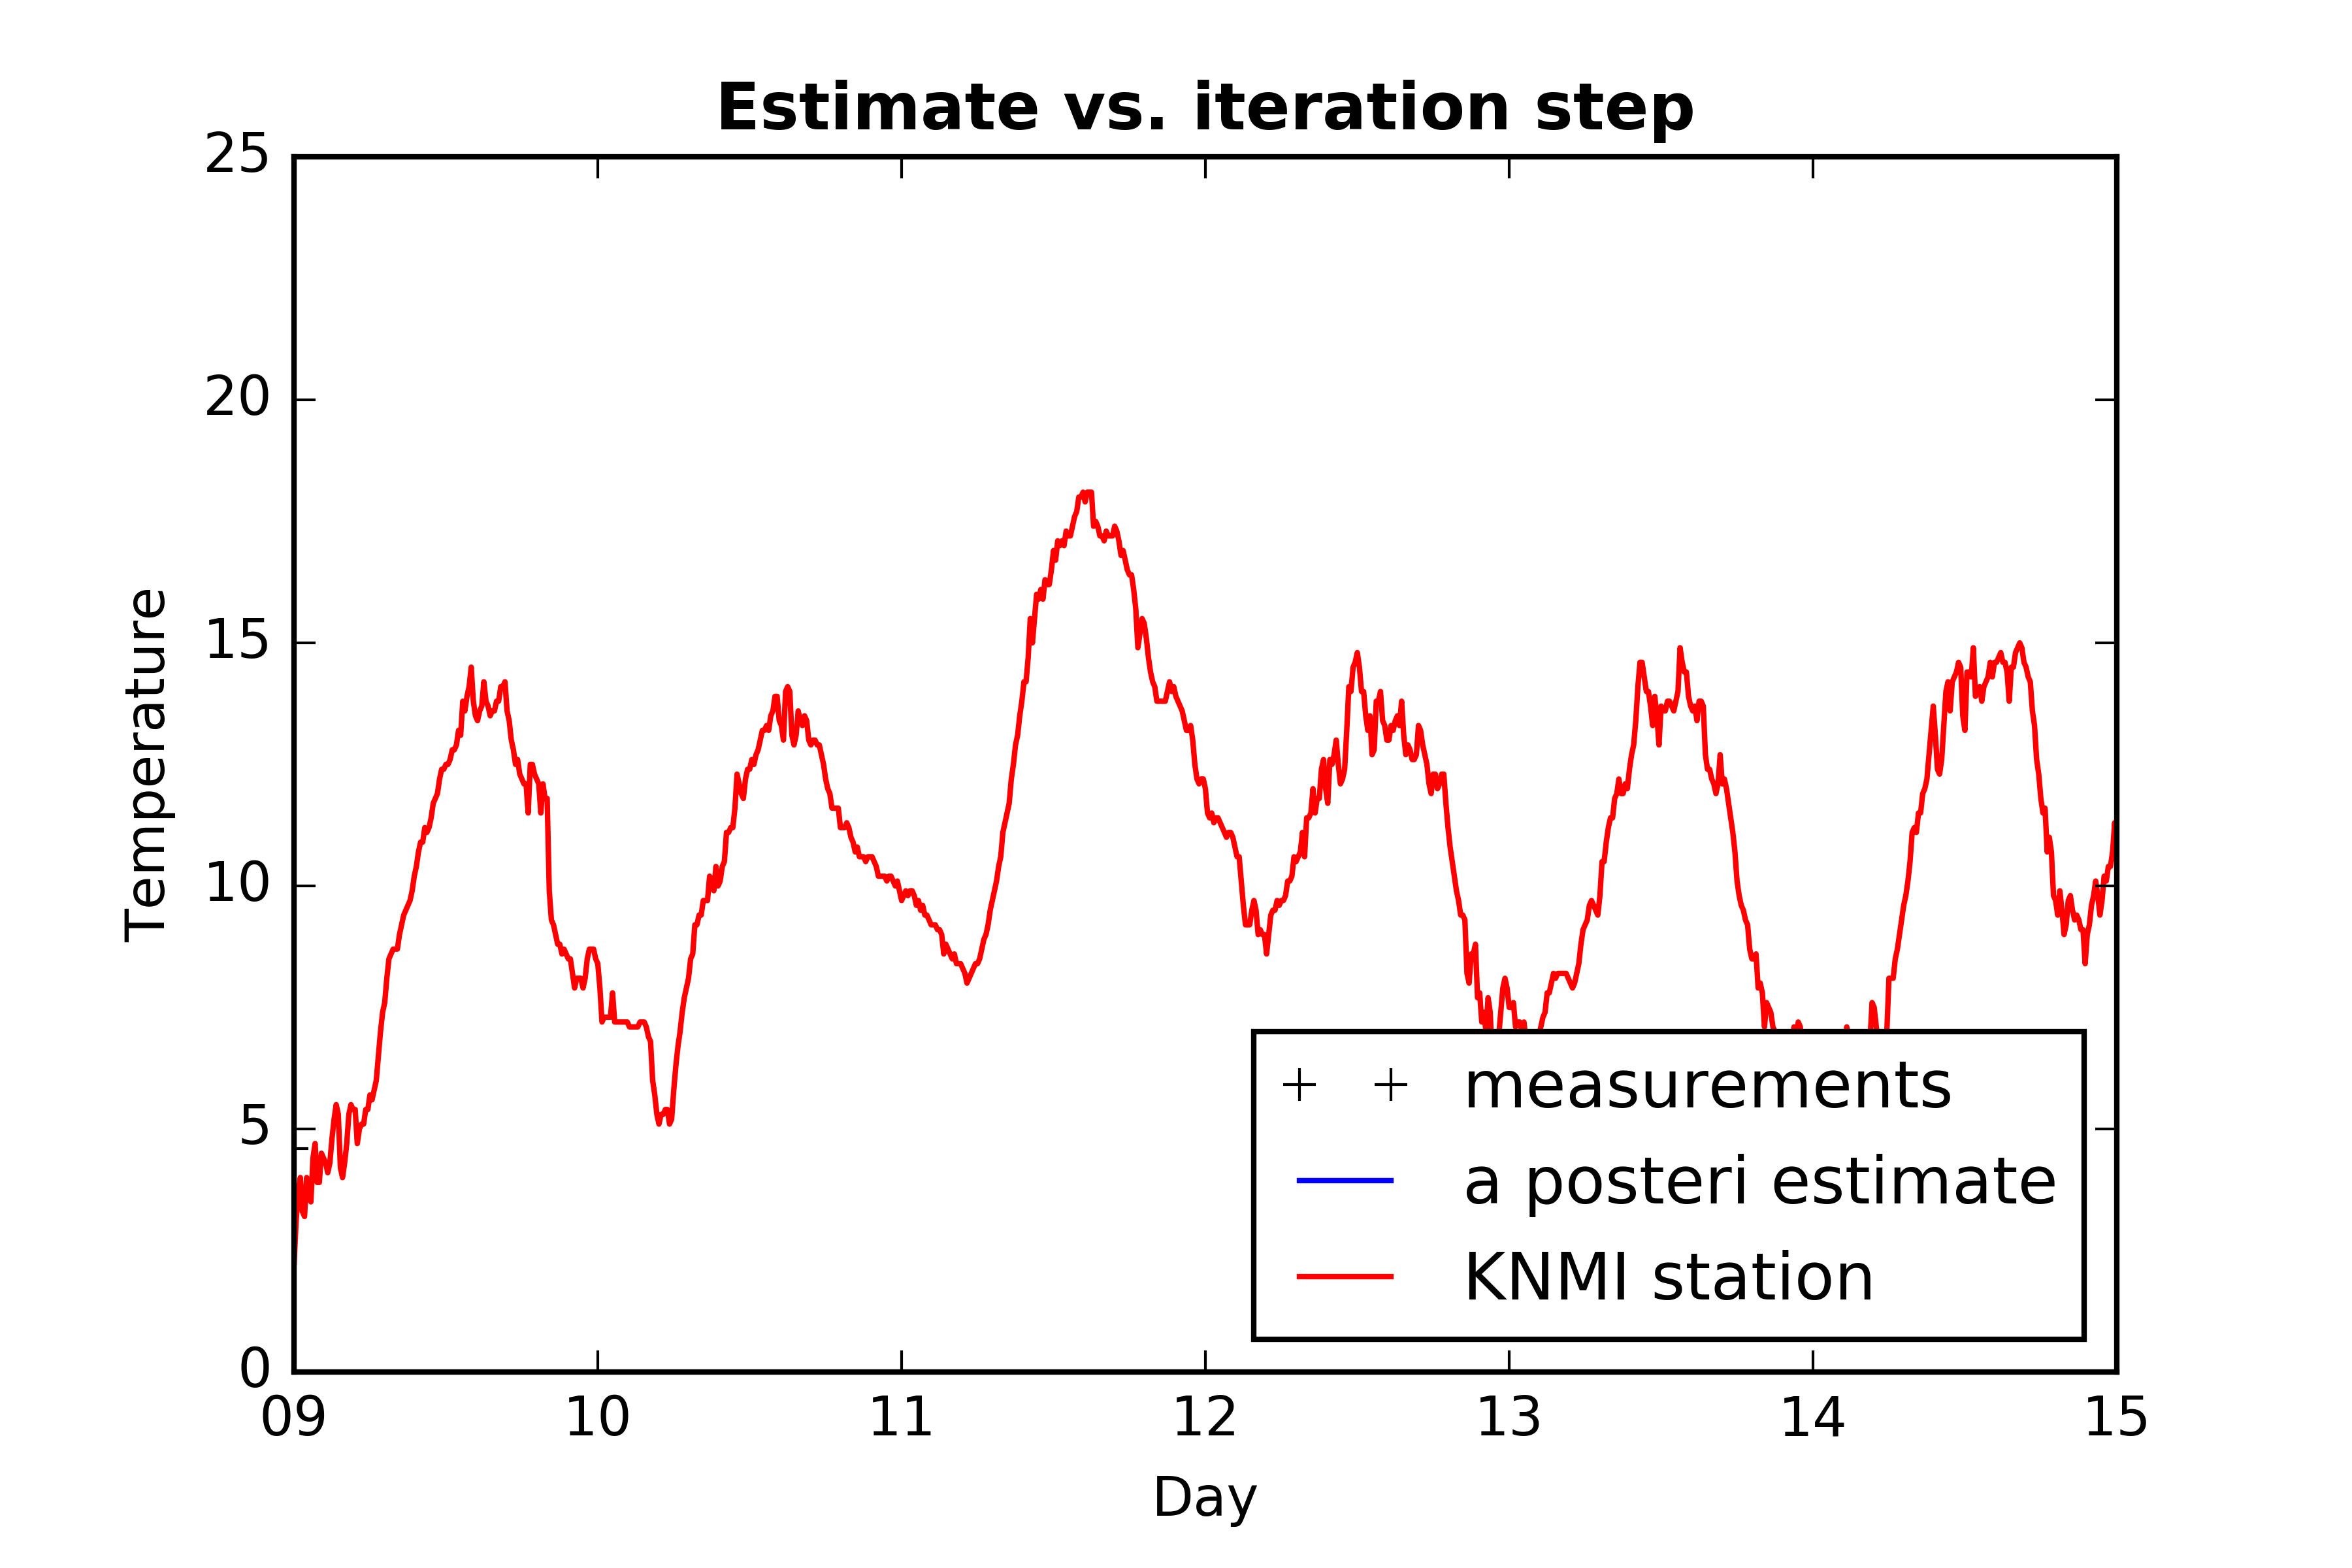 Estimate vs. iteration step
25
20
15
10
5
0
Temperature
measurements
a posteri estimate
KNMI station
09 10 11 12 13 14 15
Day